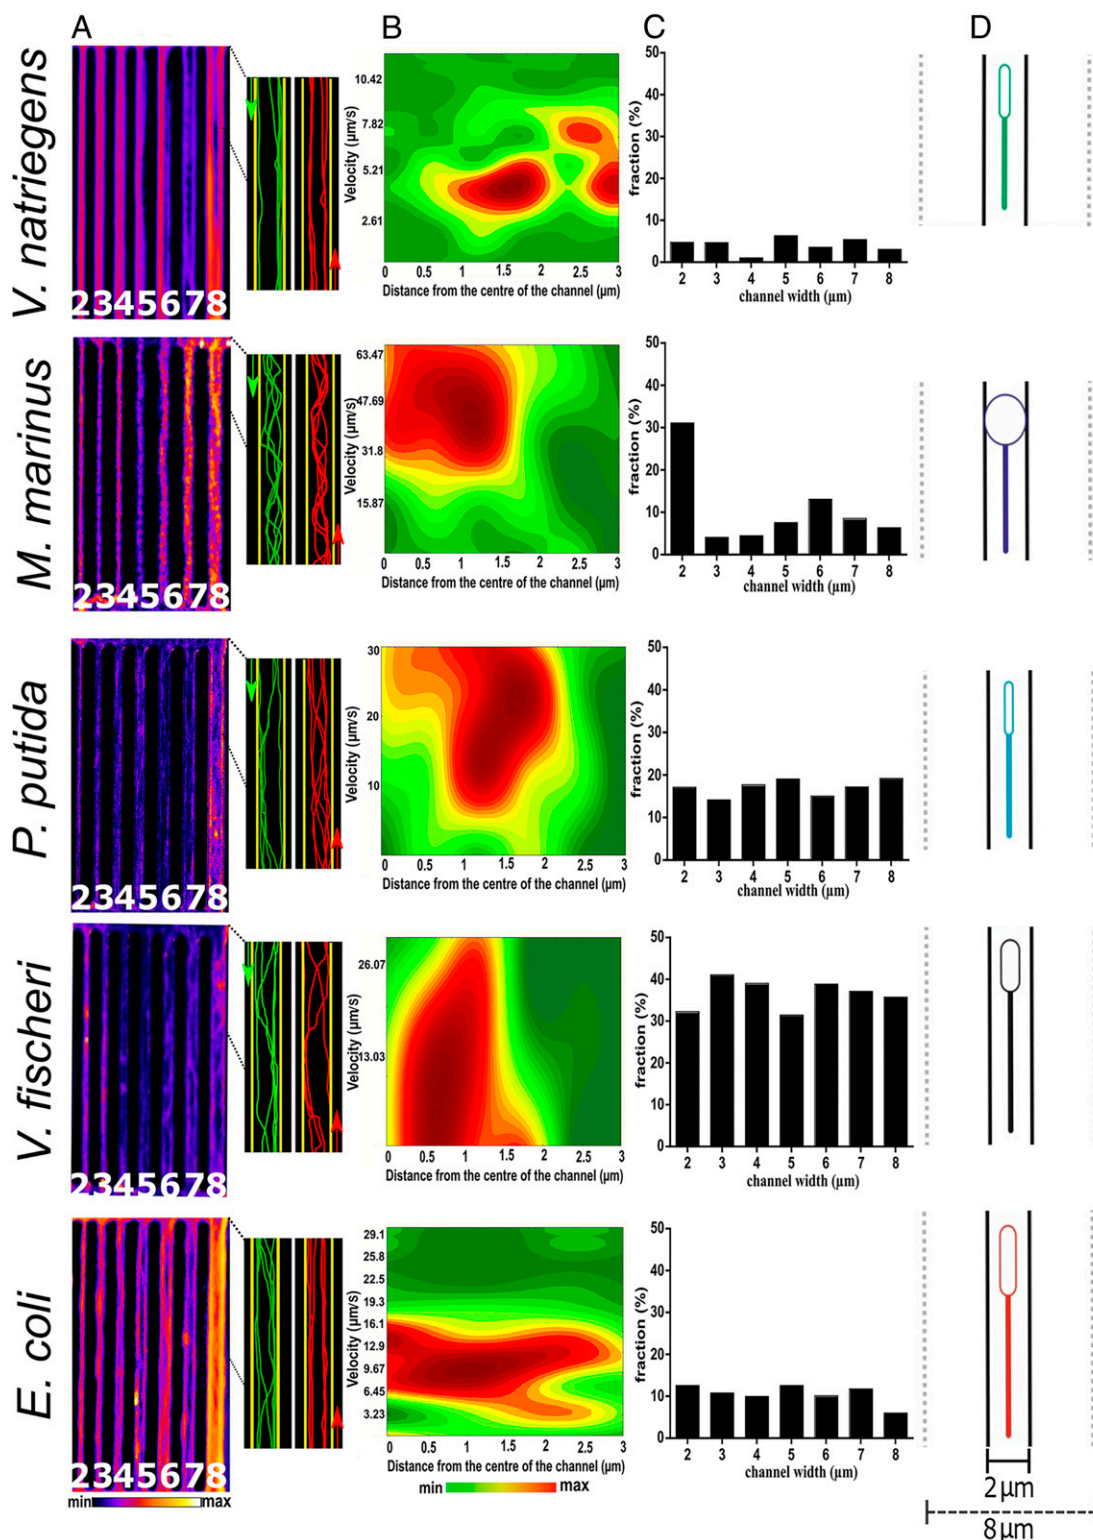 A B C D
V. natriegens
2345678
Velocity (µm/s)
10.42
7.82
5.21
2.61
0 0.5 1 1.5 2 2.5 3
Distance from the centre of the channel (µm)
fraction (%)
50
40
30
20
10
0
2 3 4 5 6 7 8
channel width (µm)
M. marinus
2345678
Velocity (µm/s)
63.47
47.69
31.8
15.87
0 0.5 1 1.5 2 2.5 3
Distance from the centre of the channel (µm)
fraction (%)
50
40
30
20
10
0
2 3 4 5 6 7 8
channel width (µm)
P. putida
2345678
Velocity (µm/s)
30
20
10
0 0.5 1 1.5 2 2.5 3
Distance from the centre of the channel (µm)
fraction (%)
50
40
30
20
10
0
2 3 4 5 6 7 8
channel width (µm)
V. fischeri
2345678
Velocity (µm/s)
26.07
13.03
0 0.5 1 1.5 2 2.5 3
Distance from the centre of the channel (µm)
fraction (%)
50
40
30
20
10
0
2 3 4 5 6 7 8
channel width (µm)
E. coli
2345678
Velocity (µm/s)
29.1
25.8
22.5
19.3
16.1
12.9
9.67
6.45
3.23
0 0.5 1 1.5 2 2.5 3
Distance from the centre of the channel (µm)
fraction (%)
50
40
30
20
10
0
2 3 4 5 6 7 8
channel width (µm)
min max
min max
2 µm
8 µm